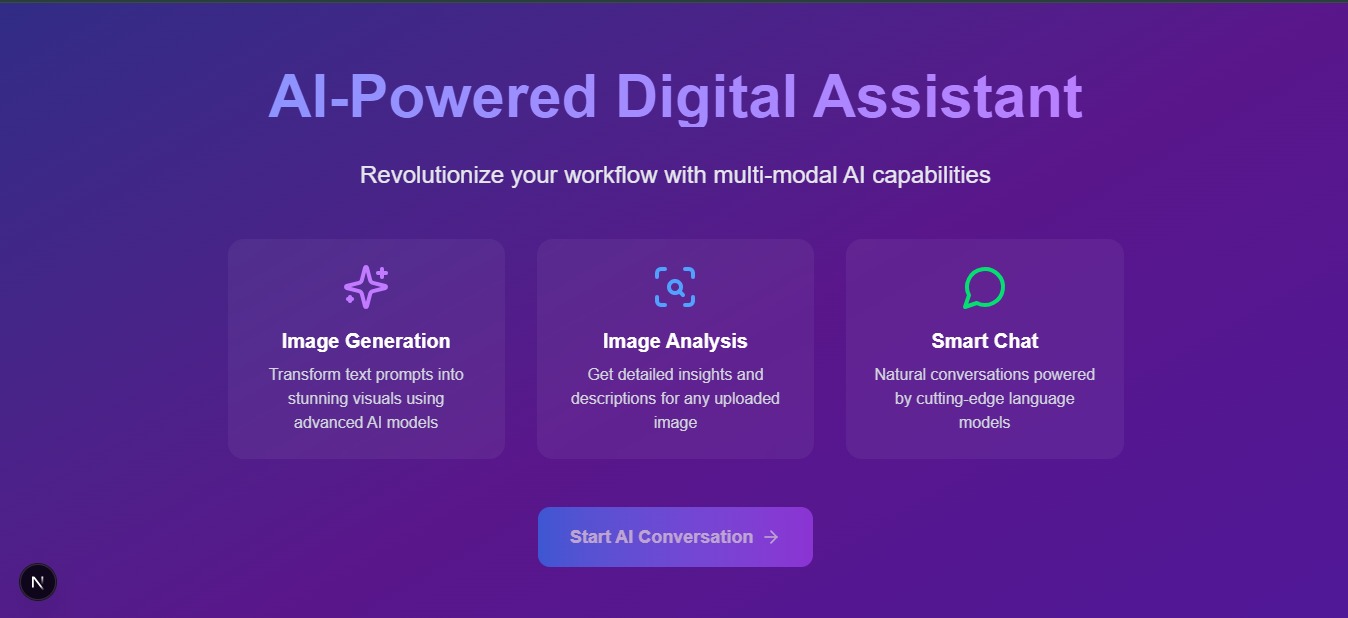 AI-Powered Digital Assistant
Revolutionize your workflow with multi-modal AI capabilities
Image Generation
Transform text prompts into
stunning visuals using
advanced AI models
Image Analysis
Get detailed insights and
descriptions for any uploaded
image
Smart Chat
Natural conversations powered
by cutting-edge language
models
Start AI Conversation →
N